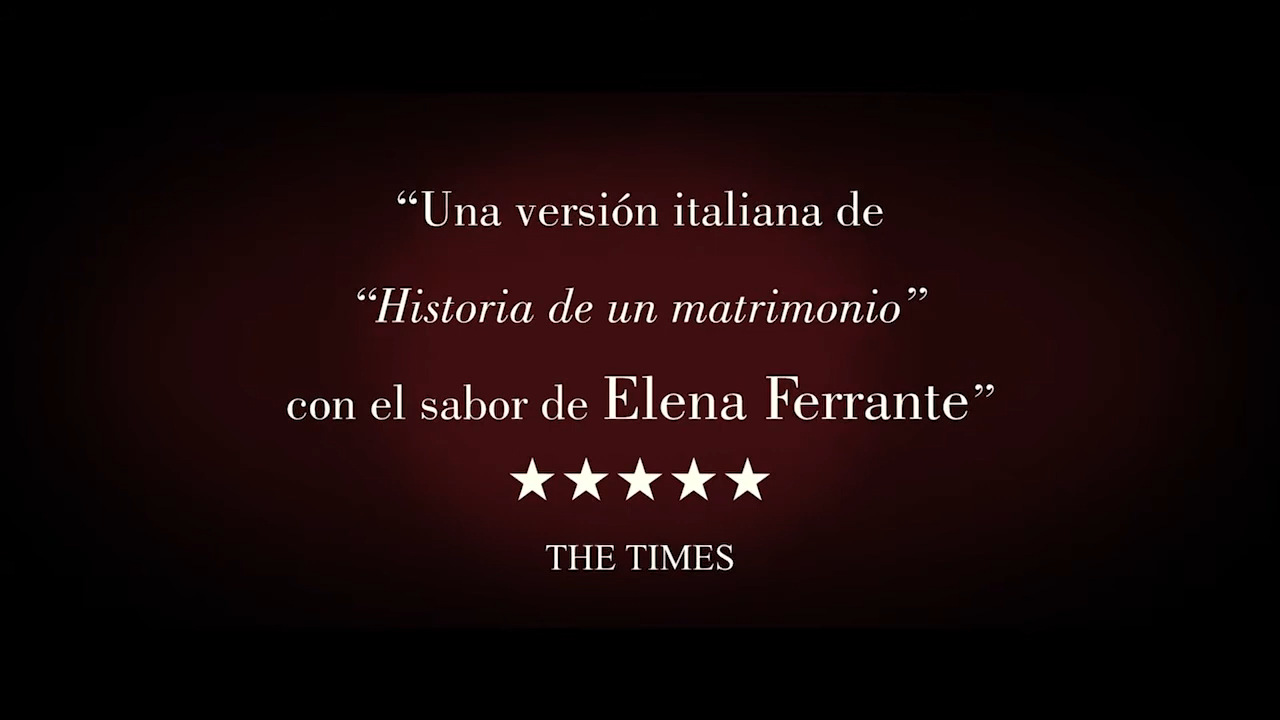 “Una versión italiana de
“Historia de un matrimonio”
con el sabor de Elena Ferrante”
★★★★★
THE TIMES